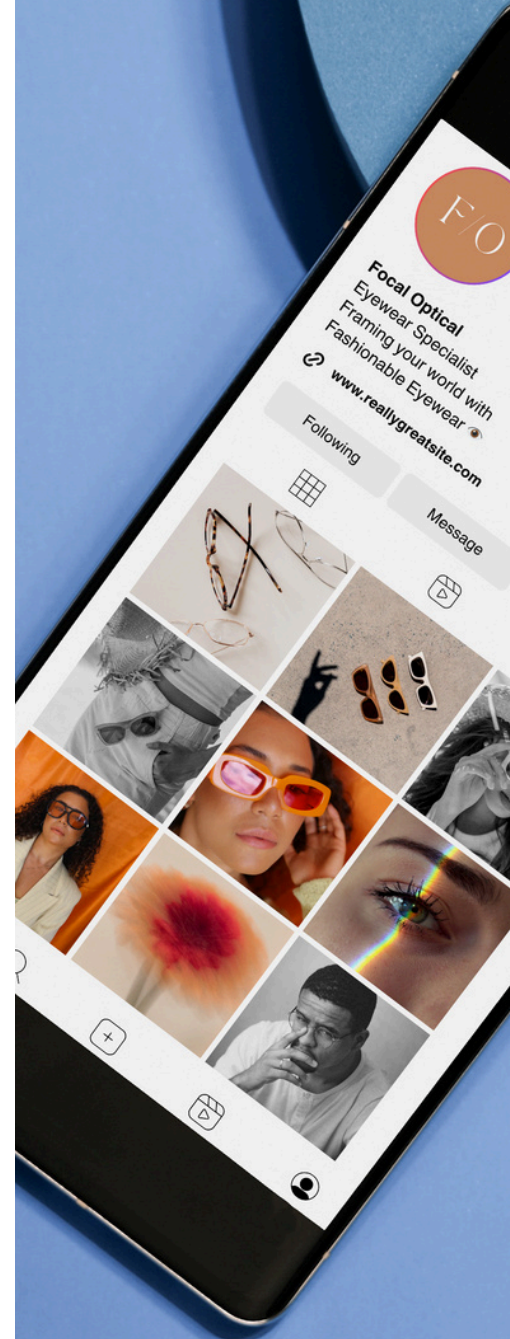 F/O
Focal Optical
Eyewear Specialist
Framing your world with
Fashionable Eyewear 👁️
www.reallygreatsite.com
Following
Message